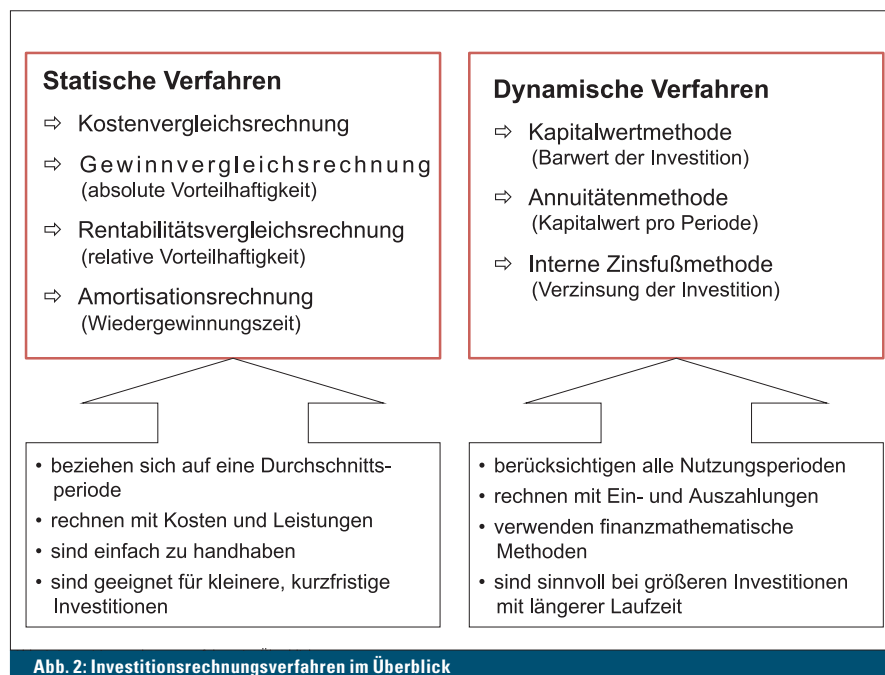 Statische Verfahren
⇨ Kostenvergleichsrechnung
⇨ Gewinnvergleichsrechnung
(absolute Vorteilhaftigkeit)
⇨ Rentabilitätsvergleichsrechnung
(relative Vorteilhaftigkeit)
⇨ Amortisationsrechnung
(Wiedergewinnungszeit)
Dynamische Verfahren
⇨ Kapitalwertmethode
(Barwert der Investition)
⇨ Annuitätenmethode
(Kapitalwert pro Periode)
⇨ Interne Zinsfußmethode
(Verzinsung der Investition)
• beziehen sich auf eine Durchschnitts-
periode
• rechnen mit Kosten und Leistungen
• sind einfach zu handhaben
• sind geeignet für kleinere, kurzfristige
Investitionen
• berücksichtigen alle Nutzungsperioden
• rechnen mit Ein- und Auszahlungen
• verwenden finanzmathematische
Methoden
• sind sinnvoll bei größeren Investitionen
mit längerer Laufzeit
Abb. 2: Investitionsrechnungsverfahren im Überblick